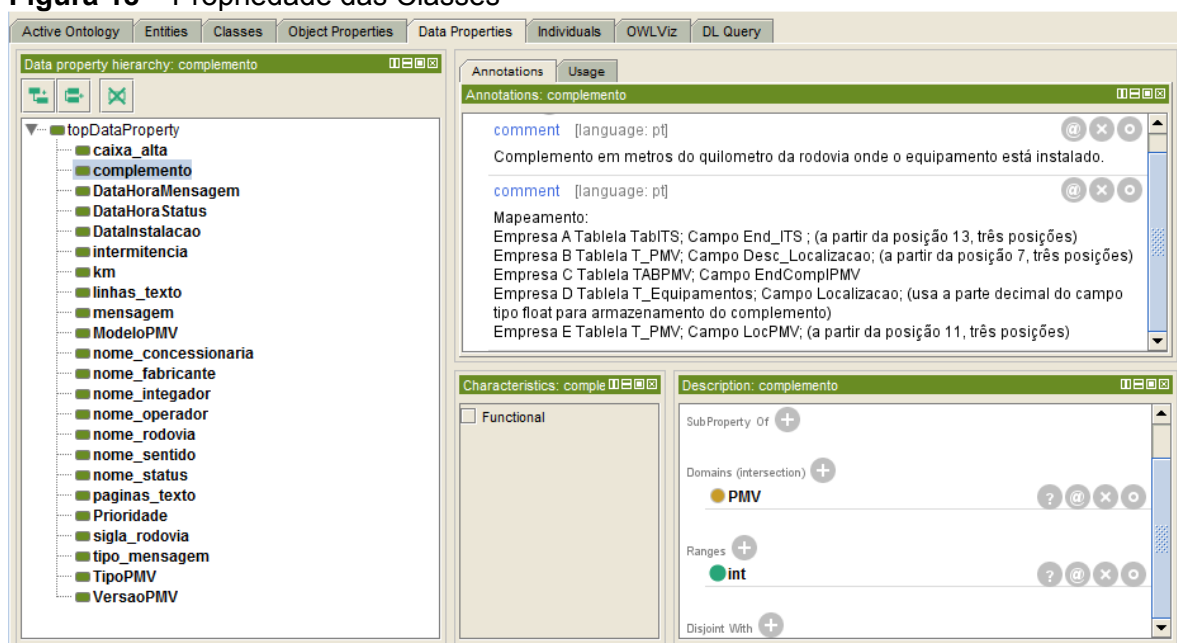 Figura 18 – Propriedade das Classes
Active Ontology Entities Classes Object Properties Data Properties Individuals OWLViz DL Query
Data property hierarchy: complemento
topDataProperty
caixa_alta
complemento
DataHoraMensagem
DataHoraStatus
DataInstalacao
intermitencia
km
linhas_texto
mensagem
ModeloPMV
nome_concessionaria
nome_fabricante
nome_integador
nome_operador
nome_rodovia
nome_sentido
nome_status
paginas_texto
Prioridade
sigla_rodovia
tipo_mensagem
TipoPMV
VersaoPMV
Annotations Usage
Annotations: complemento
comment [language: pt]
Complemento em metros do quilometro da rodovia onde o equipamento está instalado.
comment [language: pt]
Mapeamento:
Empresa A Tablela TabITS; Campo End_ITS ; (a partir da posição 13, três posições)
Empresa B Tablela T_PMV; Campo Desc_Localizacao; (a partir da posição 7, três posições)
Empresa C Tablela TABPMV; Campo EndComplPMV
Empresa D Tablela T_Equipamentos; Campo Localizacao; (usa a parte decimal do campo
tipo float para armazenamento do complemento)
Empresa E Tablela T_PMV; Campo LocPMV; (a partir da posição 11, três posições)
Characteristics: comple
Functional
Description: complemento
SubProperty Of
Domains (intersection)
PMV
Ranges
int
Disjoint With